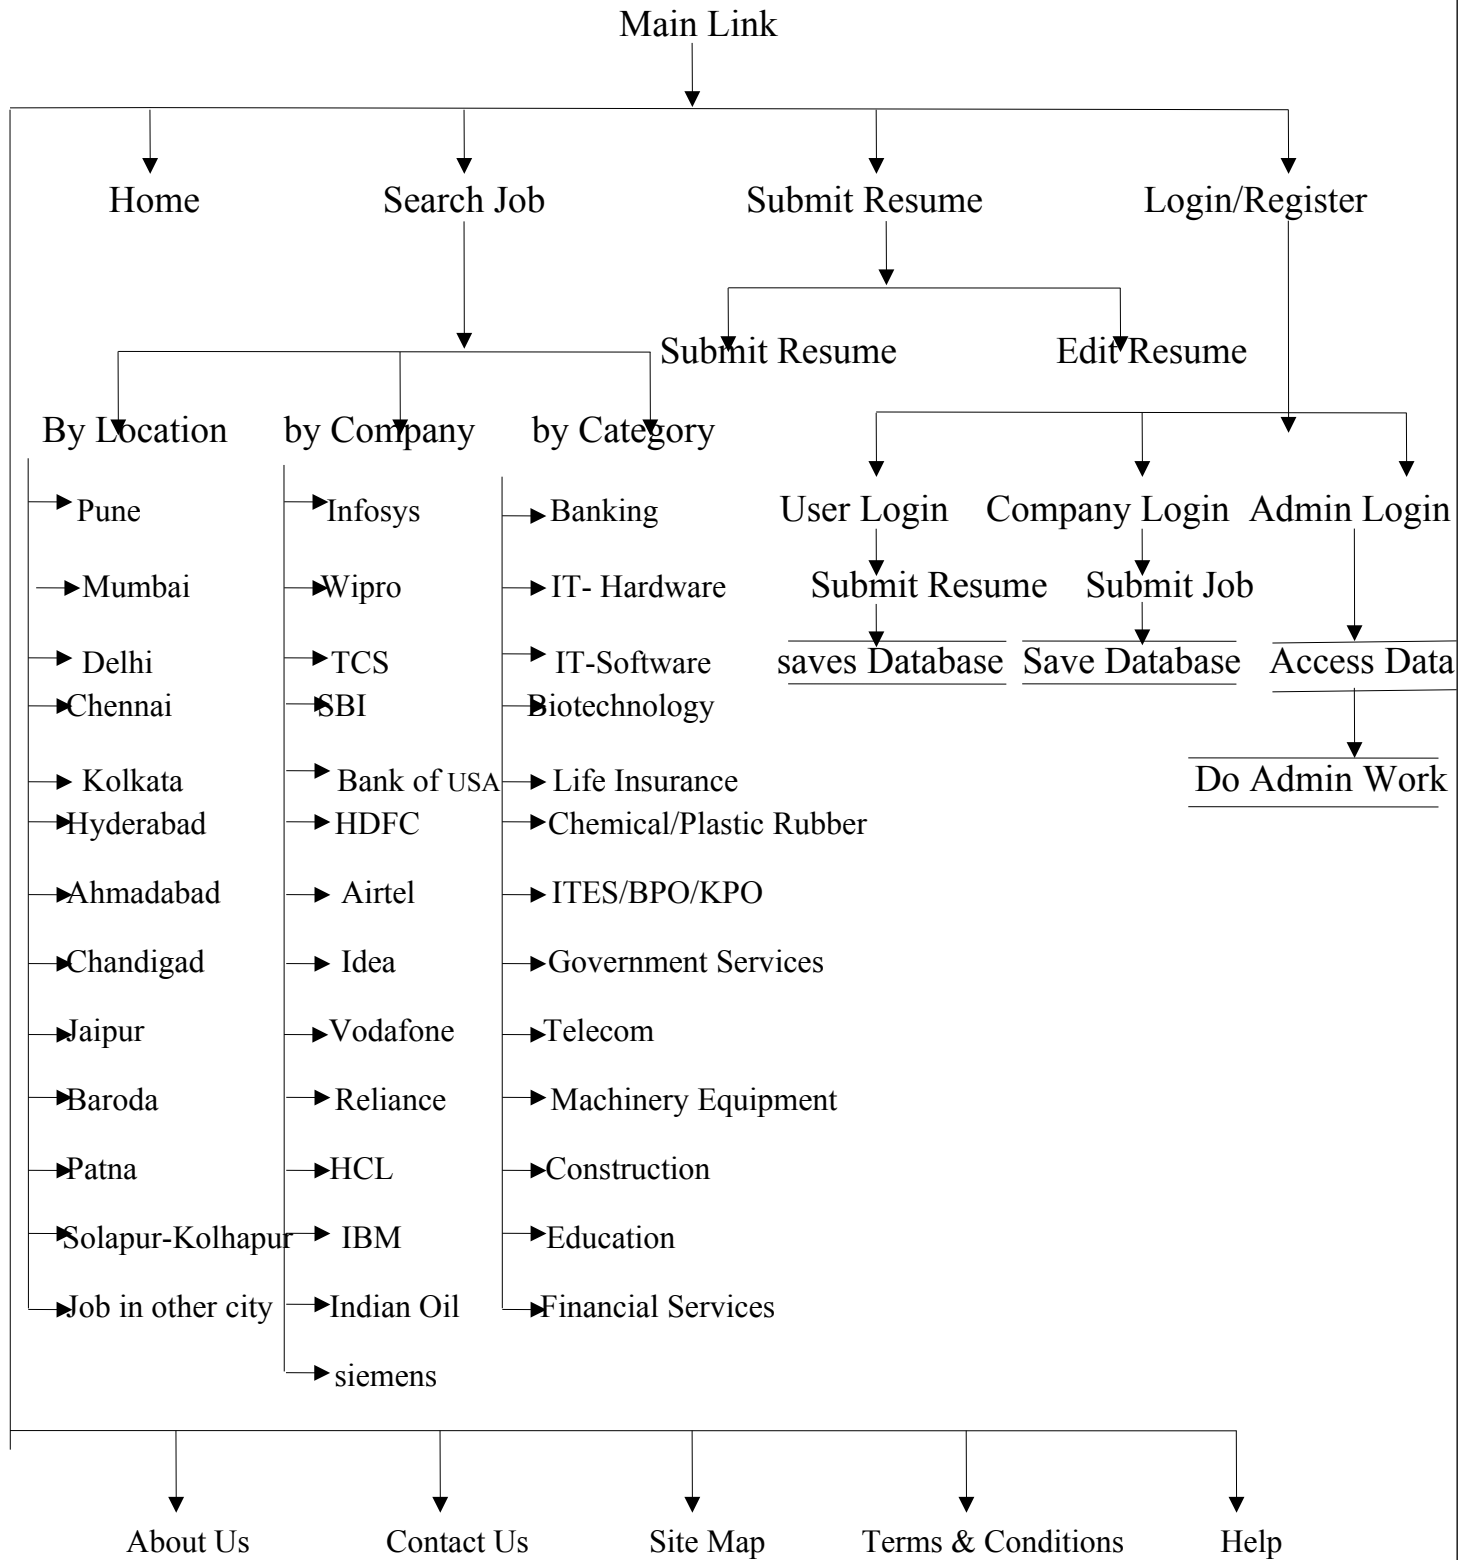 Main Link
Home
Search Job
Submit Resume
Login/Register
Submit Resume
Edit Resume
By Location
by Company
by Category
Pune
Mumbai
Delhi
Chennai
Kolkata
Hyderabad
Ahmadabad
Chandigad
Jaipur
Baroda
Patna
Solapur-Kolhapur
Job in other city
Infosys
Wipro
TCS
SBI
Bank of USA
HDFC
Airtel
Idea
Vodafone
Reliance
HCL
IBM
Indian Oil
siemens
Banking
IT- Hardware
IT-Software
Biotechnology
Life Insurance
Chemical/Plastic Rubber
ITES/BPO/KPO
Government Services
Telecom
Machinery Equipment
Construction
Education
Financial Services
User Login
Company Login
Admin Login
Submit Resume
Submit Job
saves Database
Save Database
Access Data
Do Admin Work
About Us
Contact Us
Site Map
Terms & Conditions
Help